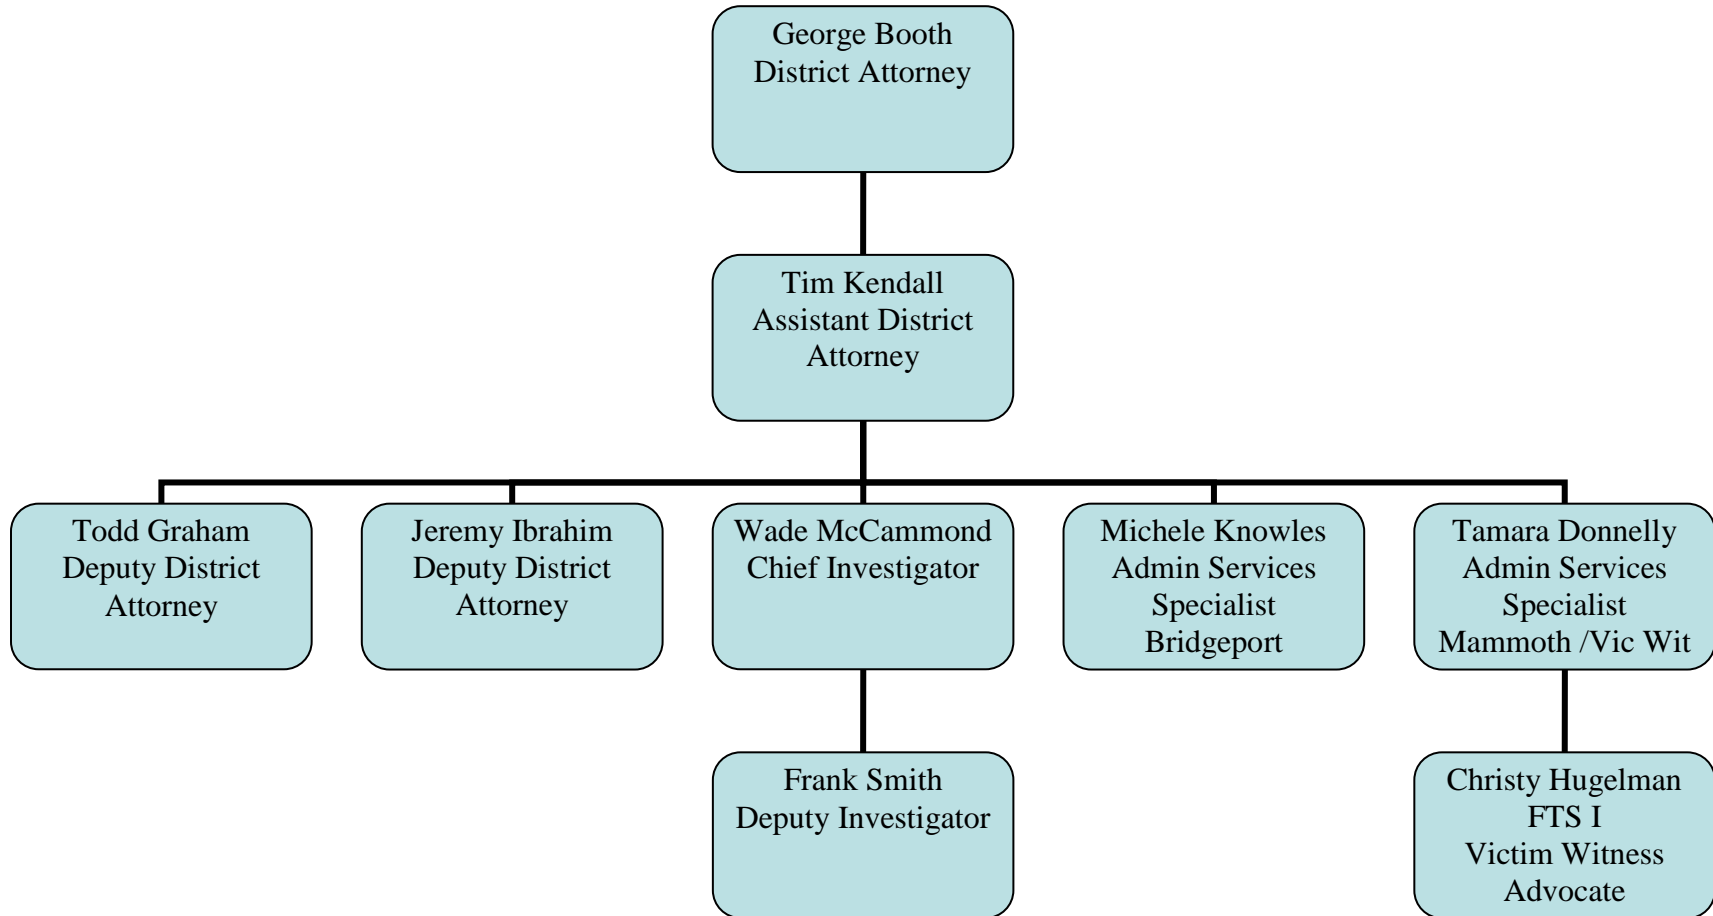 George Booth
District Attorney
Tim Kendall
Assistant District
Attorney
Todd Graham
Deputy District
Attorney
Jeremy Ibrahim
Deputy District
Attorney
Wade McCammond
Chief Investigator
Michele Knowles
Admin Services
Specialist
Bridgeport
Tamara Donnelly
Admin Services
Specialist
Mammoth /Vic Wit
Frank Smith
Deputy Investigator
Christy Hugelman
FTS I
Victim Witness
Advocate